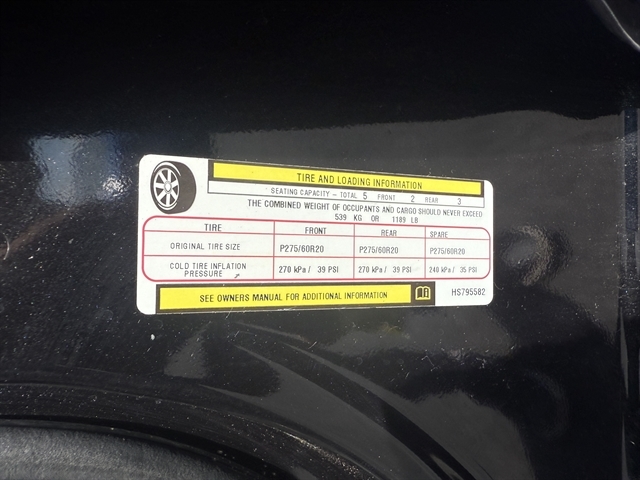 TIRE AND LOADING INFORMATION
SEATING CAPACITY - TOTAL 5 FRONT 2 REAR 3
THE COMBINED WEIGHT OF OCCUPANTS AND CARGO SHOULD NEVER EXCEED
539 KG OR 1189 LB
TIRE FRONT REAR SPARE
ORIGINAL TIRE SIZE P275/60R20 P275/60R20 P275/60R20
COLD TIRE INFLATION
PRESSURE 270 kPa / 39 PSI 270 kPa / 39 PSI 240 kPa / 35 PSI
SEE OWNERS MANUAL FOR ADDITIONAL INFORMATION HS795582